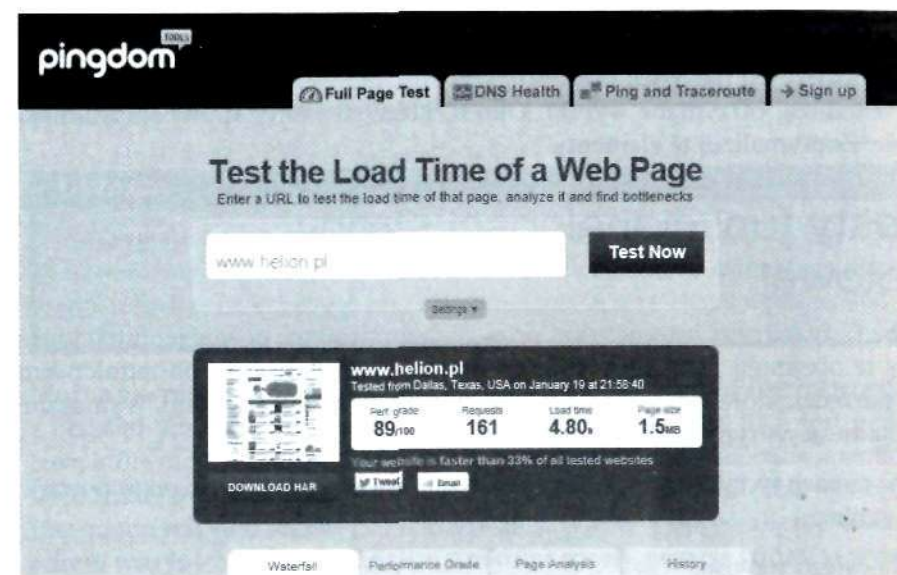 pingdom TOOLS
Full Page Test DNS Health Ping and Traceroute Sign up
Test the Load Time of a Web Page
Enter a URL to test the load time of that page, analyze it and find bottlenecks
www.helion.pl Test Now
Settings
www.helion.pl
Tested from Dallas, Texas, USA on January 19 at 21:56:40
Perf. grade Requests Load time Page size
89/100 161 4.80s 1.5MB
Your website is faster than 33% of all tested websites
DOWNLOAD HAR Tweet Email
Waterfall Performance Grade Page Analysis History